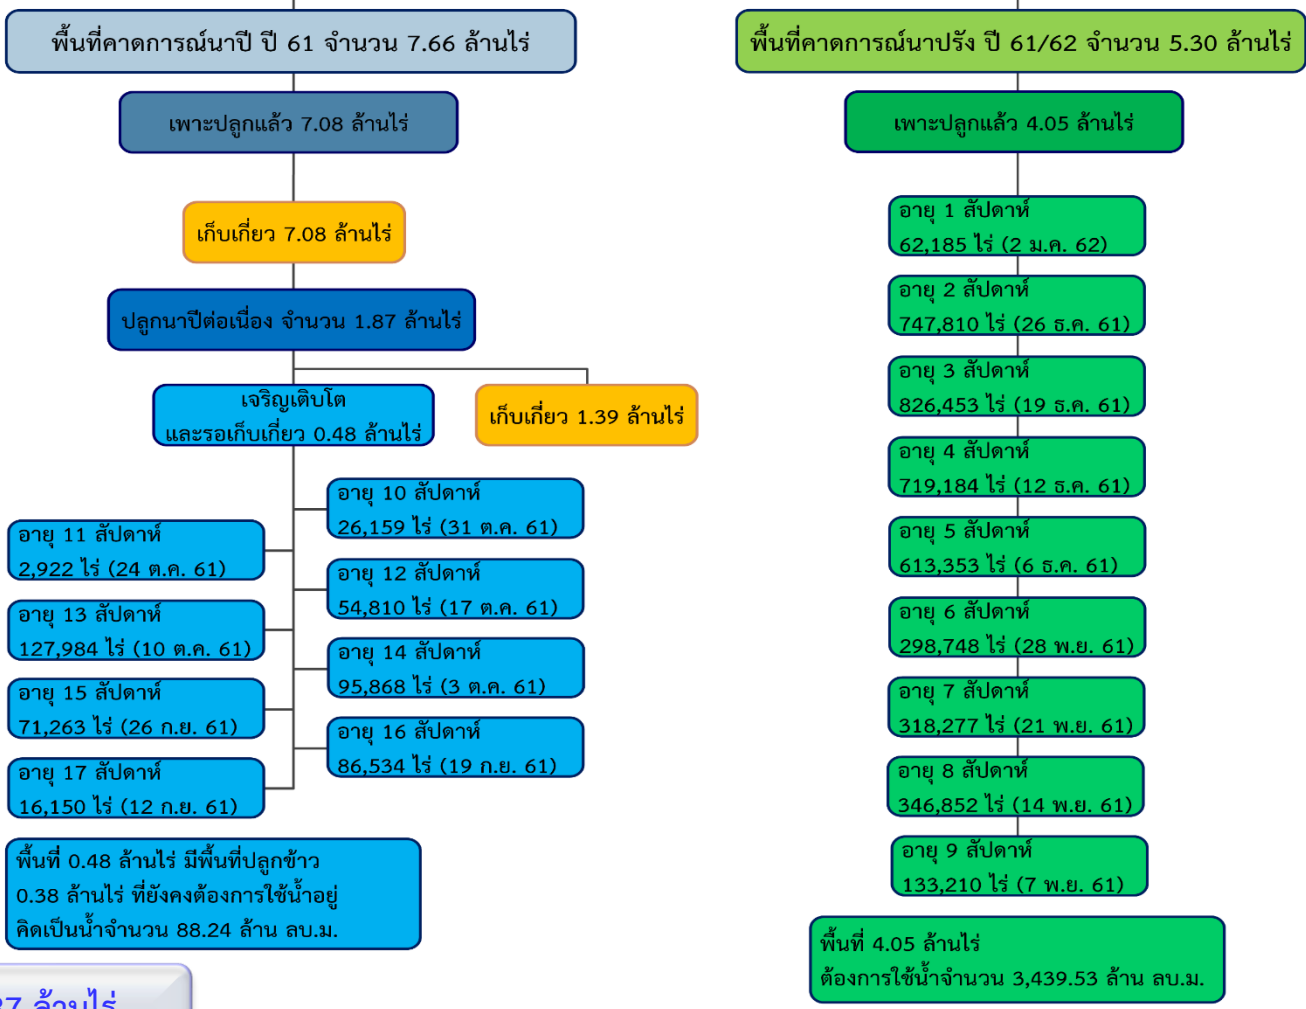 พื้นที่คาดการณ์นาปี ปี 61 จำนวน 7.66 ล้านไร่
เพาะปลูกแล้ว 7.08 ล้านไร่
เก็บเกี่ยว 7.08 ล้านไร่
ปลูกนาปีต่อเนื่อง จำนวน 1.87 ล้านไร่
เจริญเติบโต
และรอเก็บเกี่ยว 0.48 ล้านไร่
เก็บเกี่ยว 1.39 ล้านไร่
อายุ 10 สัปดาห์
26,159 ไร่ (31 ต.ค. 61)
อายุ 11 สัปดาห์
2,922 ไร่ (24 ต.ค. 61)
อายุ 12 สัปดาห์
54,810 ไร่ (17 ต.ค. 61)
อายุ 13 สัปดาห์
127,984 ไร่ (10 ต.ค. 61)
อายุ 14 สัปดาห์
95,868 ไร่ (3 ต.ค. 61)
อายุ 15 สัปดาห์
71,263 ไร่ (26 ก.ย. 61)
อายุ 16 สัปดาห์
86,534 ไร่ (19 ก.ย. 61)
อายุ 17 สัปดาห์
16,150 ไร่ (12 ก.ย. 61)
พื้นที่ 0.48 ล้านไร่ มีพื้นที่ปลูกข้าว
0.38 ล้านไร่ ที่ยังคงต้องการใช้น้ำอยู่
คิดเป็นน้ำจำนวน 88.24 ล้าน ลบ.ม.
ล้านไร่
พื้นที่คาดการณ์นาปรัง ปี 61/62 จำนวน 5.30 ล้านไร่
เพาะปลูกแล้ว 4.05 ล้านไร่
อายุ 1 สัปดาห์
62,185 ไร่ (2 ม.ค. 62)
อายุ 2 สัปดาห์
747,810 ไร่ (26 ธ.ค. 61)
อายุ 3 สัปดาห์
826,453 ไร่ (19 ธ.ค. 61)
อายุ 4 สัปดาห์
719,184 ไร่ (12 ธ.ค. 61)
อายุ 5 สัปดาห์
613,353 ไร่ (6 ธ.ค. 61)
อายุ 6 สัปดาห์
298,748 ไร่ (28 พ.ย. 61)
อายุ 7 สัปดาห์
318,277 ไร่ (21 พ.ย. 61)
อายุ 8 สัปดาห์
346,852 ไร่ (14 พ.ย. 61)
อายุ 9 สัปดาห์
133,210 ไร่ (7 พ.ย. 61)
พื้นที่ 4.05 ล้านไร่
ต้องการใช้น้ำจำนวน 3,439.53 ล้าน ลบ.ม.